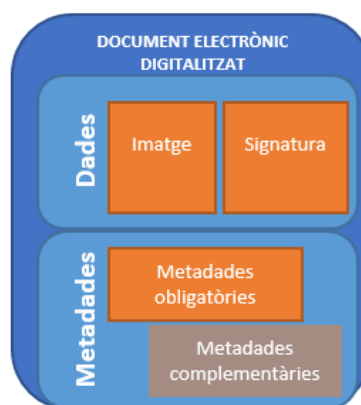 DOCUMENT ELECTRÒNIC
DIGITALITZAT
Dades
Imatge
Signatura
Metadades
Metadades
obligatòries
Metadades
complementàries